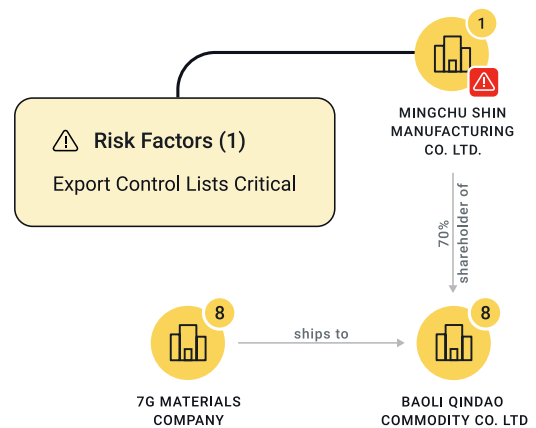 1
MINGCHU SHIN
MANUFACTURING
CO. LTD.
Risk Factors (1)
Export Control Lists Critical
70%
shareholder of
8
7G MATERIALS
COMPANY
ships to
8
BAOLI QINDAO
COMMODITY CO. LTD